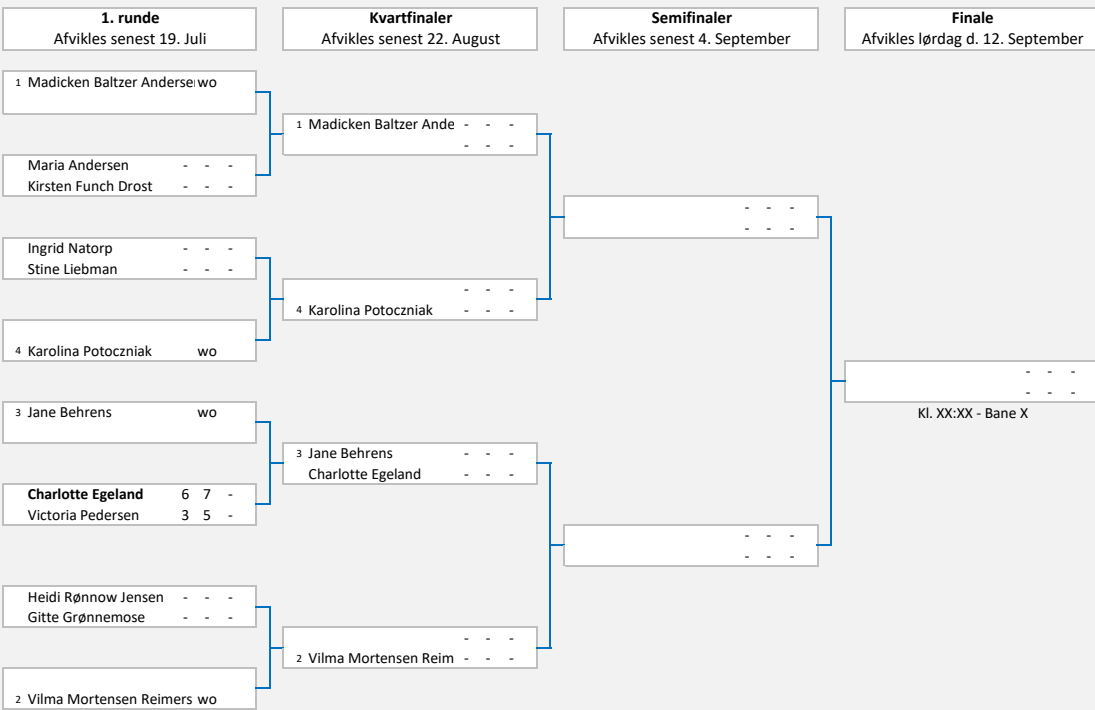 1. runde
Afvikles senest 19. Juli
Kvartfinaler
Afvikles senest 22. August
Semifinaler
Afvikles senest 4. September
Finale
Afvikles lørdag d. 12. September
1 Madicken Baltzer Andersen wo
Maria Andersen - - -
Kirsten Funch Drost - - -
Ingrid Natorp - - -
Stine Liebman - - -
4 Karolina Potoczniak wo
3 Jane Behrens wo
Charlotte Egeland 6 7 -
Victoria Pedersen 3 5 -
Heidi Rønnow Jensen - - -
Gitte Grønnemose - - -
2 Vilma Mortensen Reimers wo
1 Madicken Baltzer Ande - - -
- - -
- - -
4 Karolina Potoczniak - - -
3 Jane Behrens - - -
Charlotte Egeland - - -
- - -
2 Vilma Mortensen Reim - - -
- - -
- - -
- - -
- - -
- - -
- - -
Kl. XX:XX - Bane X